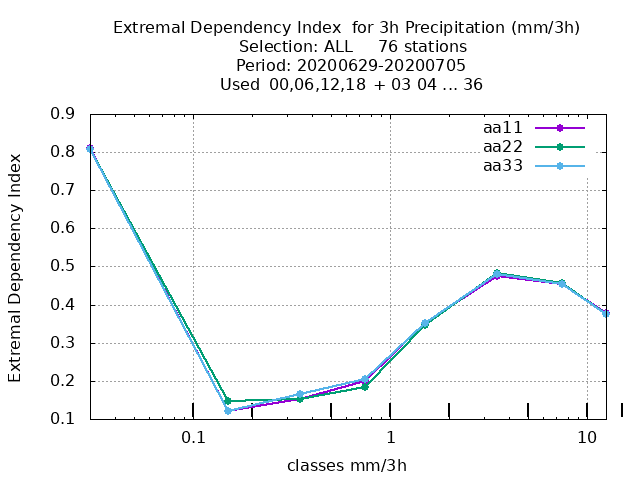 Extremal Dependency Index  for 3h Precipitation (mm/3h)
Selection: ALL     76 stations
Period: 20200629-20200705
Used  00,06,12,18  + 03 04 ... 36
aa11
aa22
aa33
Extremal Dependency Index
0.9
0.8
0.7
0.6
0.5
0.4
0.3
0.2
0.1
0.1 1 10
classes mm/3h